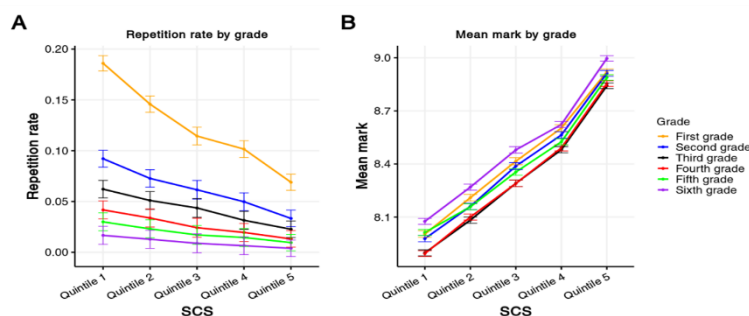 A
Repetition rate by grade
Repetition rate
0.20
0.15
0.10
0.05
0.00
Quintile 1
Quintile 2
Quintile 3
Quintile 4
Quintile 5
SCS
B
Mean mark by grade
Mean mark
9.0
8.7
8.4
8.1
Quintile 1
Quintile 2
Quintile 3
Quintile 4
Quintile 5
SCS
Grade
First grade
Second grade
Third grade
Fourth grade
Fifth grade
Sixth grade